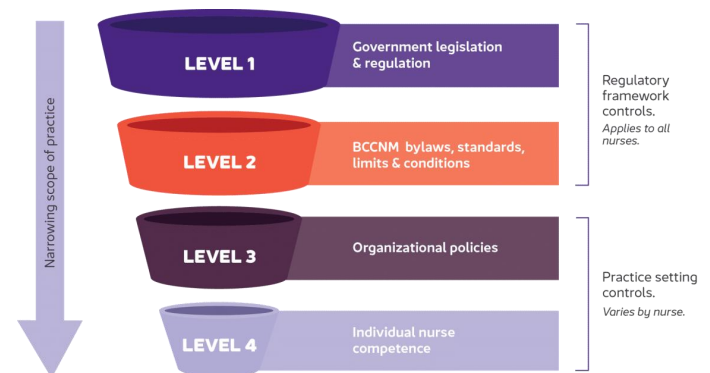 Narrowing scope of practice
LEVEL 1
Government legislation
& regulation
LEVEL 2
BCCNM bylaws, standards,
limits & conditions
Regulatory
framework
controls.
Applies to all
nurses.
LEVEL 3
Organizational policies
LEVEL 4
Individual nurse
competence
Practice setting
controls.
Varies by nurse.